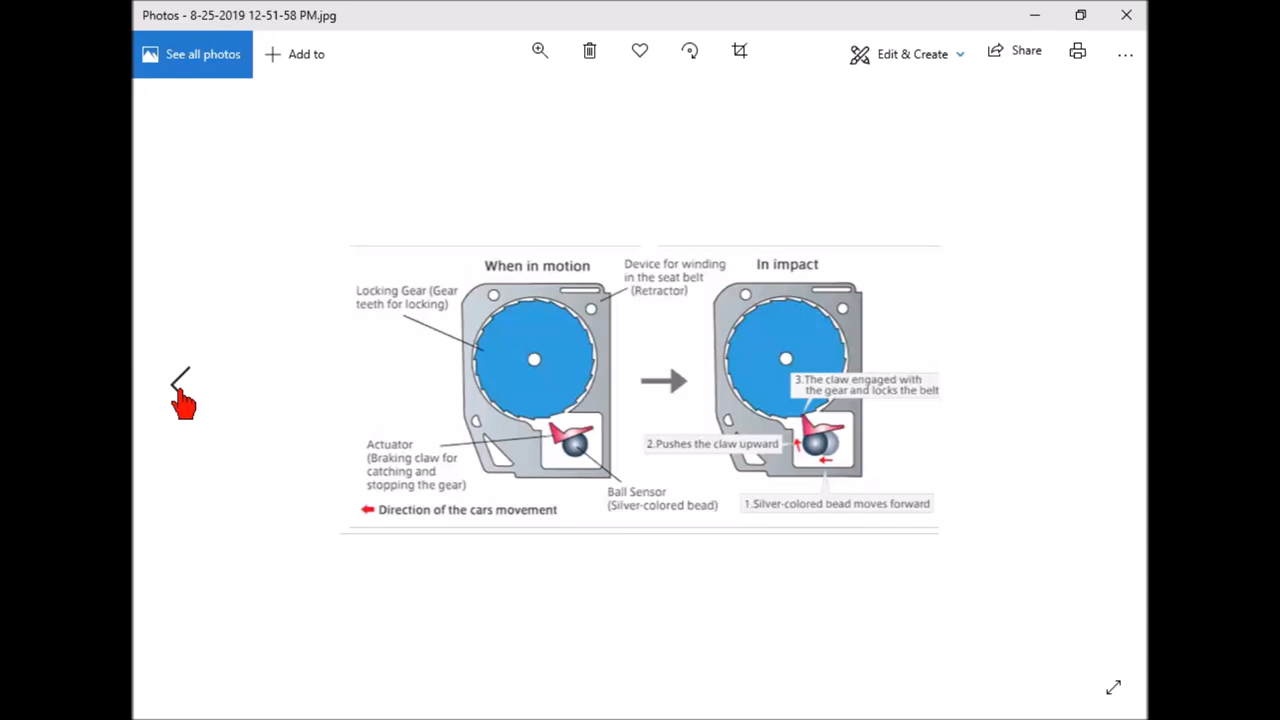 Photos - 8-25-2019 12-51-58 PM.jpg
See all photos
Add to
Edit & Create
Share
When in motion
Device for winding
in the seat belt
(Retractor)
In impact
Locking Gear (Gear
teeth for locking)
3.The claw engaged with
the gear and locks the belt
Actuator
(Braking claw for
catching and
stopping the gear)
2.Pushes the claw upward
Ball Sensor
(Silver-colored bead)
1.Silver-colored bead moves forward
Direction of the cars movement